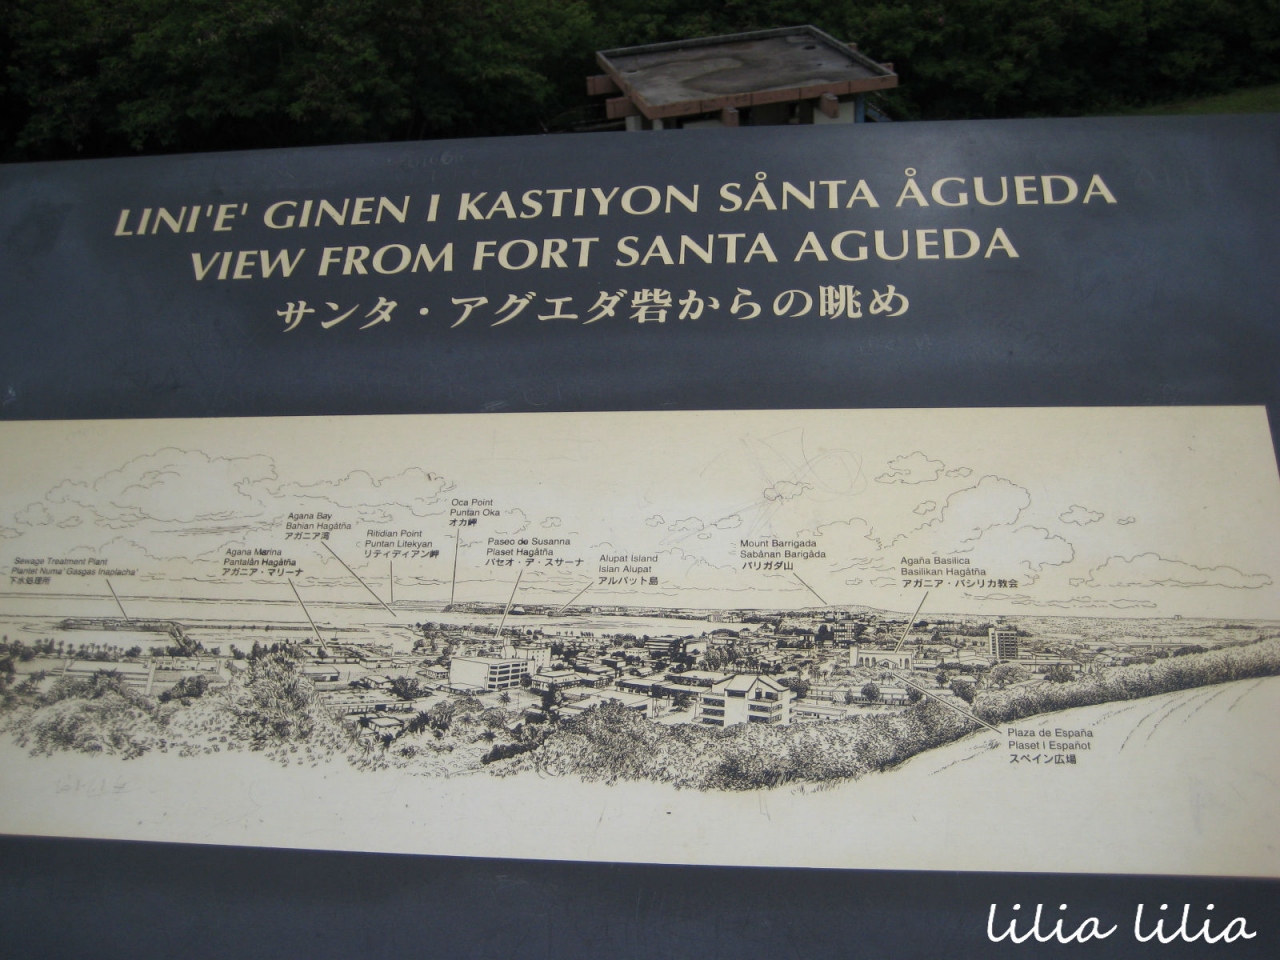 LINI'E' GINEN I KASTIYON SÅNTA ÅGUEDA
VIEW FROM FORT SANTA AGUEDA
サンタ・アグエダ砦からの眺め
Sewage Treatment Plant
Plantet Numa' Gasgas Inaplacha'
下水処理所
Agana Marina
Pantalån Hagåtña
アガニア・マリーナ
Agana Bay
Bahian Hagåtña
アガニア湾
Ritidian Point
Puntan Litekyan
リティディアン岬
Oca Point
Puntan Oka
オカ岬
Paseo de Susanna
Plaset Hagåtña
パセオ・デ・スサーナ
Alupat Island
Islan Alupat
アルパット島
Mount Barrigada
Sabånan Barigåda
バリガダ山
Agaña Basilica
Basilikan Hagåtña
アガニア・バシリカ教会
Plaza de España
Plaset I Españot
スペイン広場
lilia lilia